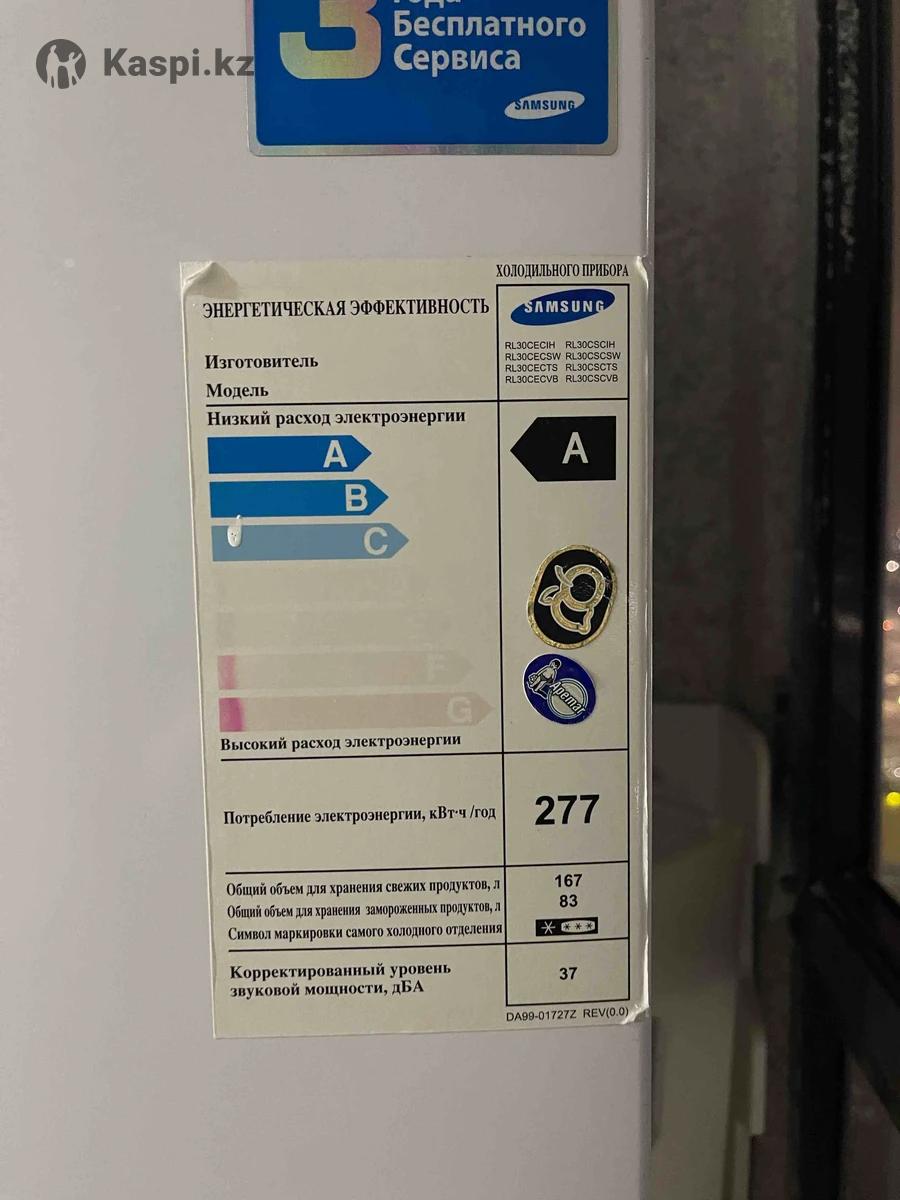 Kaspi.kz
3
года
Бесплатного
Сервиса
SAMSUNG
ХОЛОДИЛЬНОГО ПРИБОРА
ЭНЕРГЕТИЧЕСКАЯ ЭФФЕКТИВНОСТЬ
SAMSUNG
Изготовитель
Модель
RL30CECIH RL30CSCIH
RL30CECSW RL30CSCSW
RL30CECTS RL30CSCTS
RL30CECVB RL30CSCVB
Низкий расход электроэнергии
A
A
B
C
F
G
Аретаг
Высокий расход электроэнергии
Потребление электроэнергии, кВт·ч /год 277
Общий объем для хранения свежих продуктов, л 167
Общий объем для хранения замороженных продуктов, л 83
Символ маркировки самого холодного отделения * ***
Корректированный уровень
звуковой мощности, дБА 37
DA99-01727Z REV(0.0)